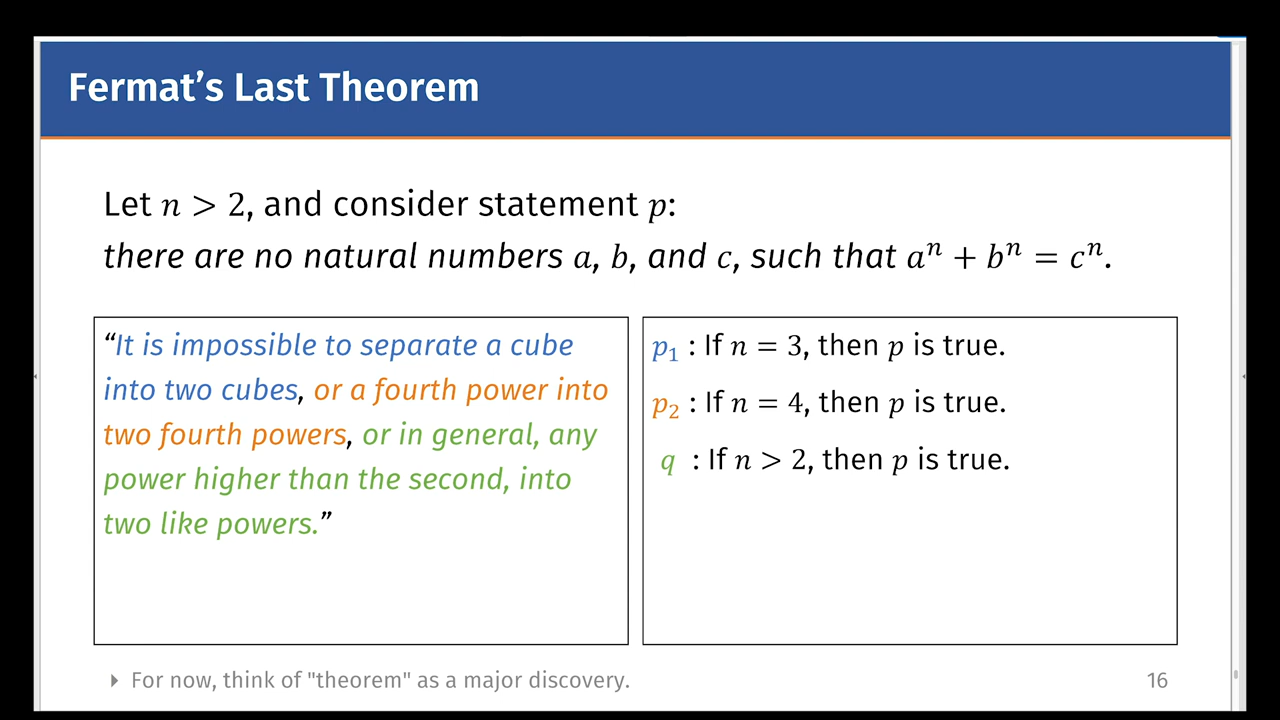 Fermat's Last Theorem
Let n > 2, and consider statement p:
there are no natural numbers a, b, and c, such that aⁿ + bⁿ = cⁿ.
“It is impossible to separate a cube
into two cubes, or a fourth power into
two fourth powers, or in general, any
power higher than the second, into
two like powers.”
p₁ : If n = 3, then p is true.
p₂ : If n = 4, then p is true.
q : If n > 2, then p is true.
For now, think of "theorem" as a major discovery.
16